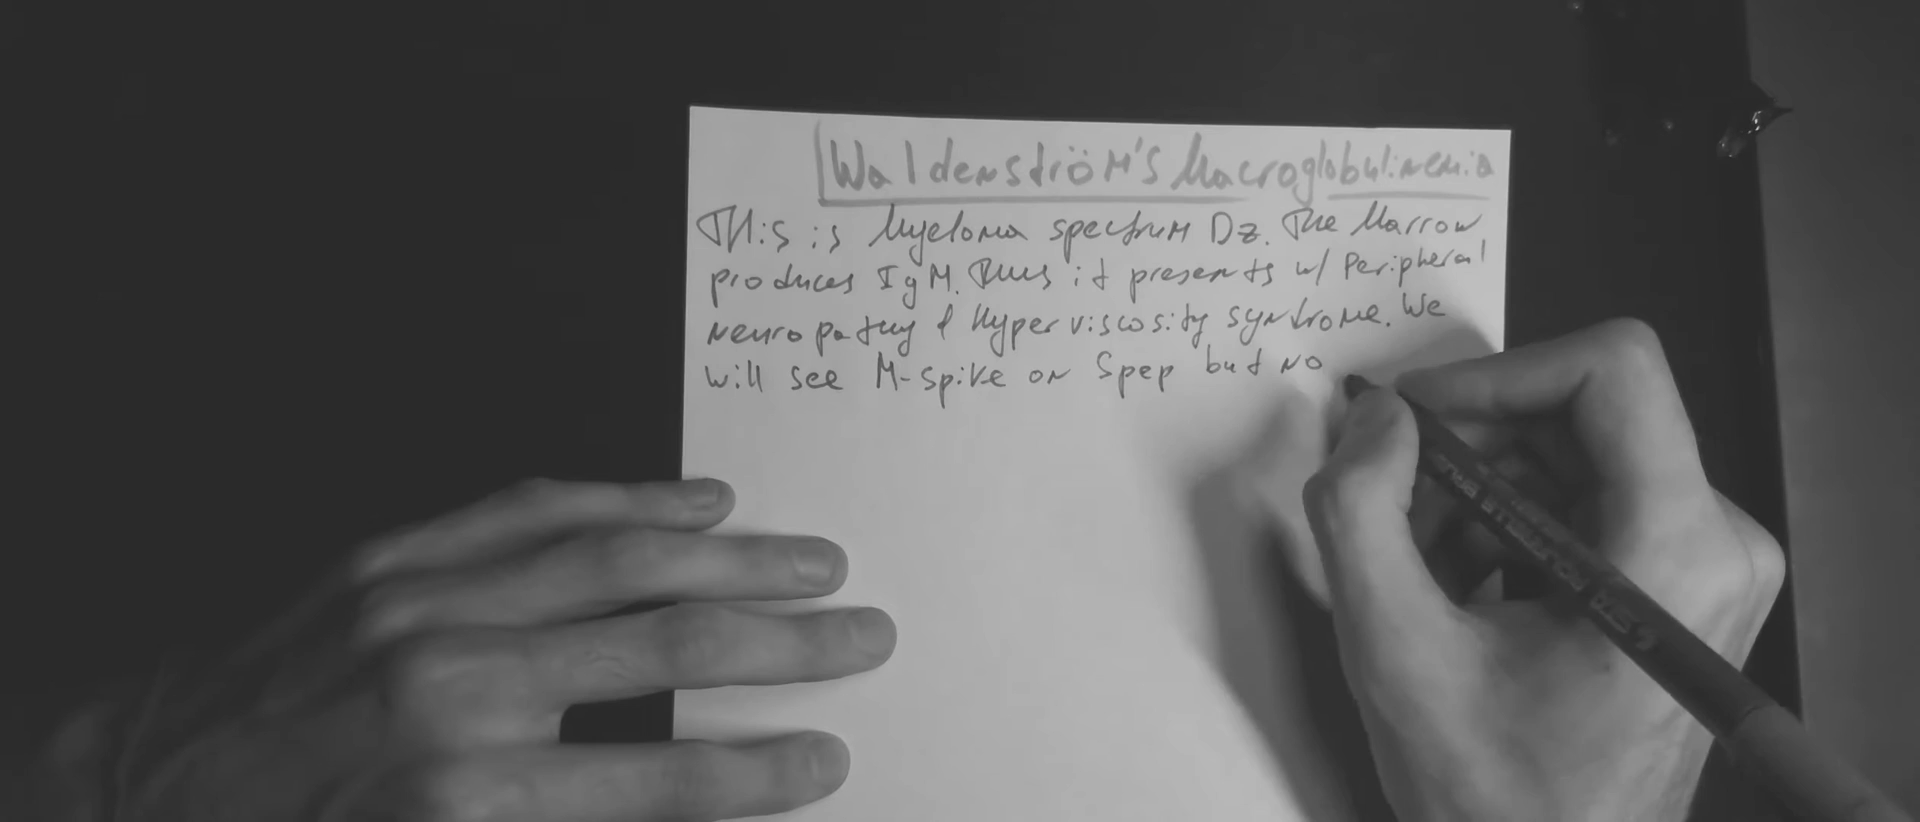 Waldenström's Macroglobulinemia
This is Myeloma spectrum Dz. The Marrow
produces IgM. Thus it presents w/ Peripheral
Neuropathy & Hyperviscosity syndrome. We
will see M-spike on Spep but no
STA